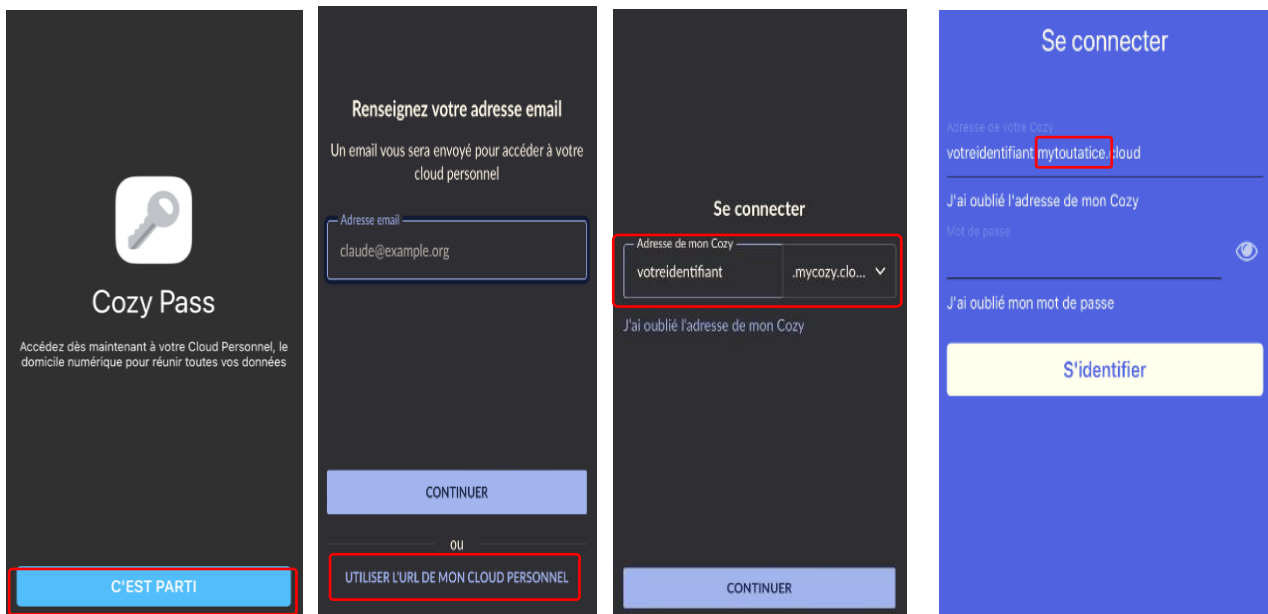 Cozy Pass
Accédez dès maintenant à votre Cloud Personnel, le
domicile numérique pour réunir toutes vos données
C'EST PARTI
Renseignez votre adresse email
Un email vous sera envoyé pour accéder à votre
cloud personnel
Adresse email
claude@example.org
CONTINUER
ou
UTILISER L'URL DE MON CLOUD PERSONNEL
Se connecter
Adresse de mon Cozy
votreidentifiant .mycozy.clo...
J'ai oublié l'adresse de mon Cozy
CONTINUER
Se connecter
Adresse de votre Cozy
votreidentifiant.mytoutatice.cloud
J'ai oublié l'adresse de mon Cozy
Mot de passe
J'ai oublié mon mot de passe
S'identifier